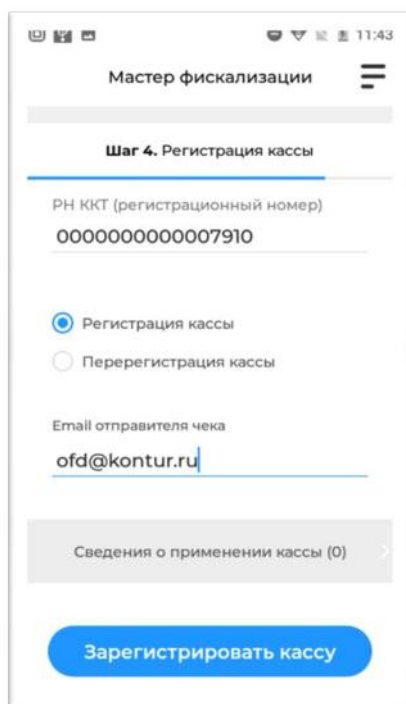 11:43
Мастер фискализации
Шаг 4. Регистрация кассы
РН ККТ (регистрационный номер)
0000000000007910
Регистрация кассы
Перерегистрация кассы
Email отправителя чека
ofd@kontur.ru
Сведения о применении кассы (0)
Зарегистрировать кассу